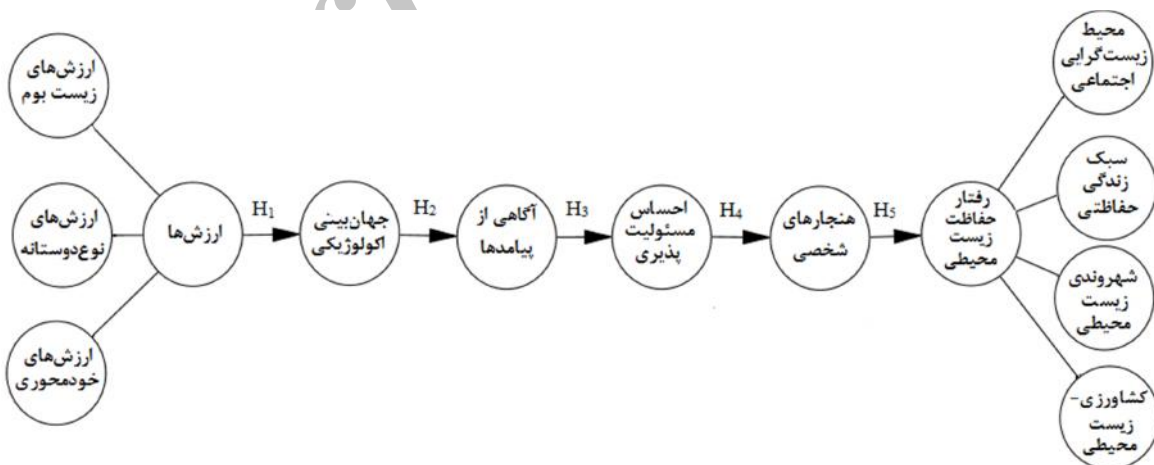 ارزش‌های
زیست بوم
ارزش‌های
نوع‌دوستانه
ارزش‌های
خودمحوری
ارزش‌ها
H1
جهان‌بینی
اکولوژیکی
H2
آگاهی از
پیامدها
H3
احساس
مسئولیت
پذیری
H4
هنجارهای
شخصی
H5
رفتار
حفاظت
زیست
محیطی
محیط
زیست‌گرایی
اجتماعی
سبک
زندگی
حفاظتی
شهروندی
زیست
محیطی
کشاورزی-
زیست
محیطی